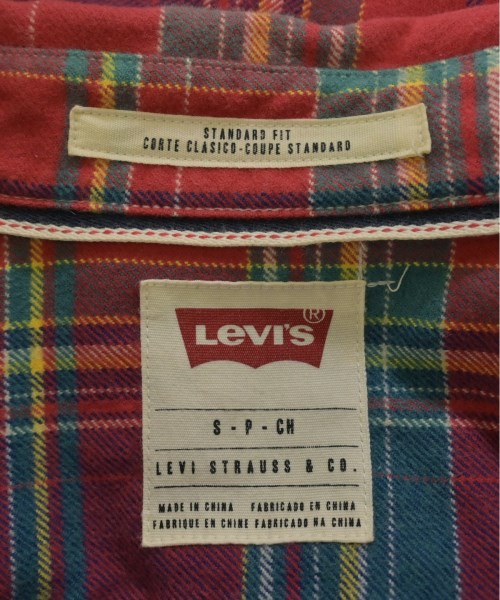 STANDARD FIT
CORTE CLASICO-COUPE STANDARD
LEVI'S ®
S - P - CH
LEVI STRAUSS & CO.
MADE IN CHINA FABRICADO EN CHINA
FABRIQUE EN CHINE FABRICADO NA CHINA